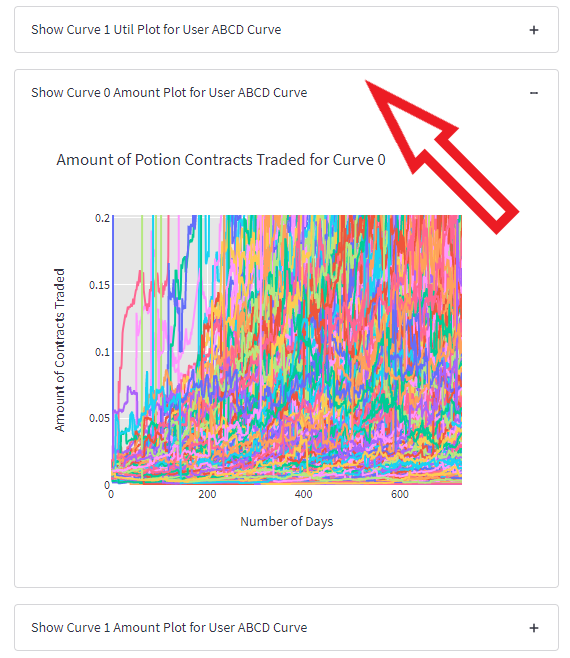 Show Curve 1 Util Plot for User ABCD Curve
Show Curve 0 Amount Plot for User ABCD Curve
Amount of Potion Contracts Traded for Curve 0
0.2
0.15
0.1
0.05
0
Amount of Contracts Traded
0 200 400 600
Number of Days
Show Curve 1 Amount Plot for User ABCD Curve